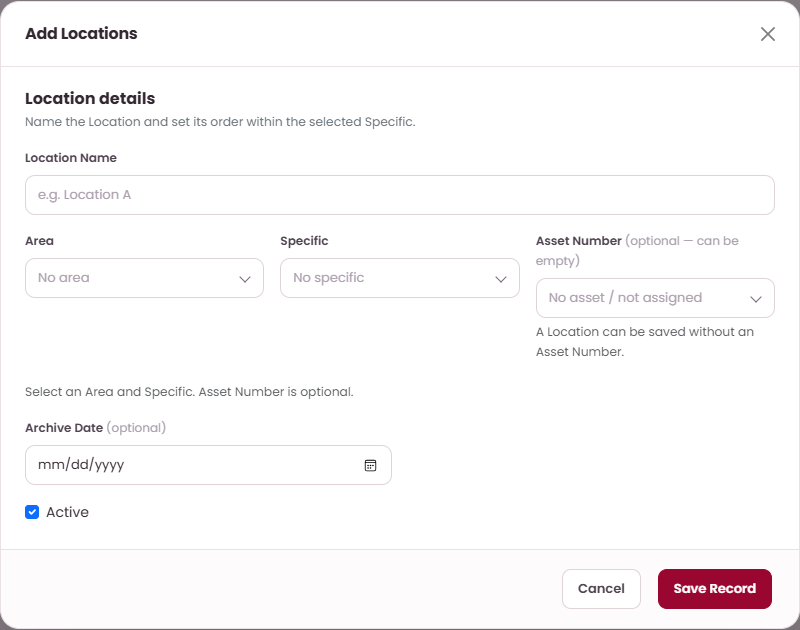 Add Locations
Location details
Name the Location and set its order within the selected Specific.
Location Name
e.g. Location A
Area
Specific
Asset Number (optional — can be
empty)
No area
No specific
No asset / not assigned
A Location can be saved without an
Asset Number.
Select an Area and Specific. Asset Number is optional.
Archive Date (optional)
mm/dd/yyyy
Active
Cancel
Save Record